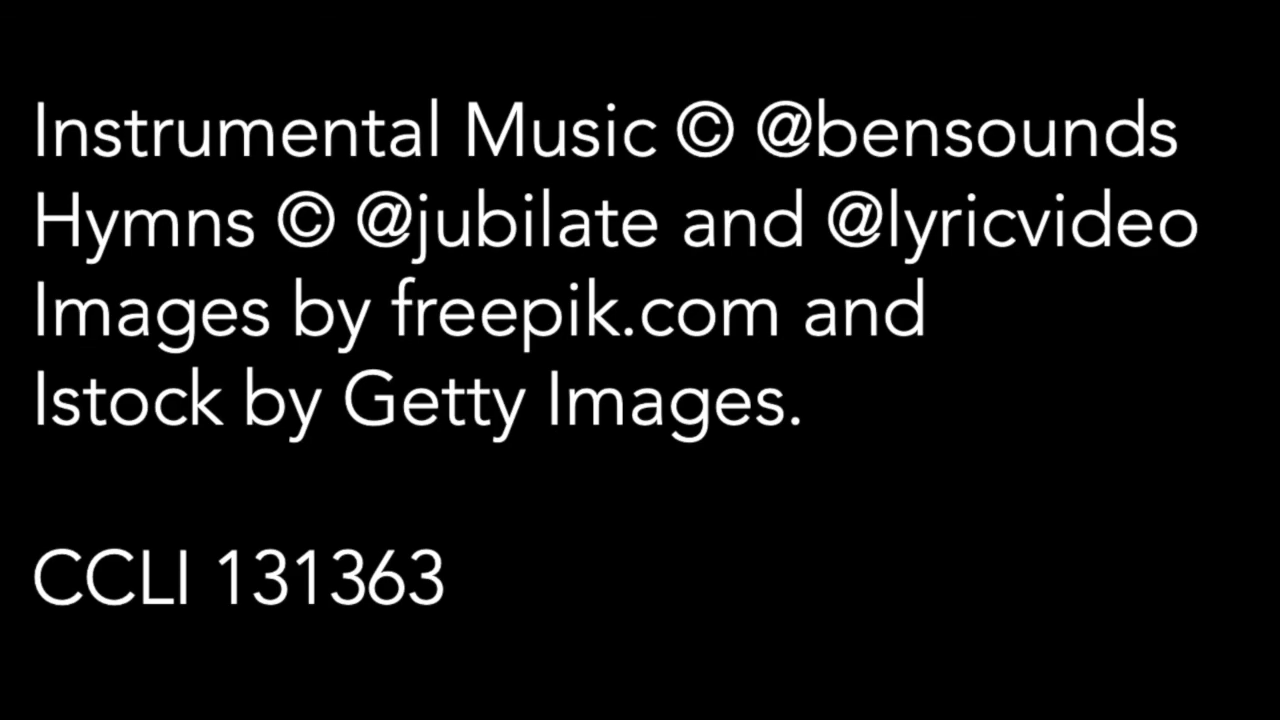 Instrumental Music © @bensounds
Hymns © @jubilate and @lyricvideo
Images by freepik.com and
Istock by Getty Images.
CCLI 131363